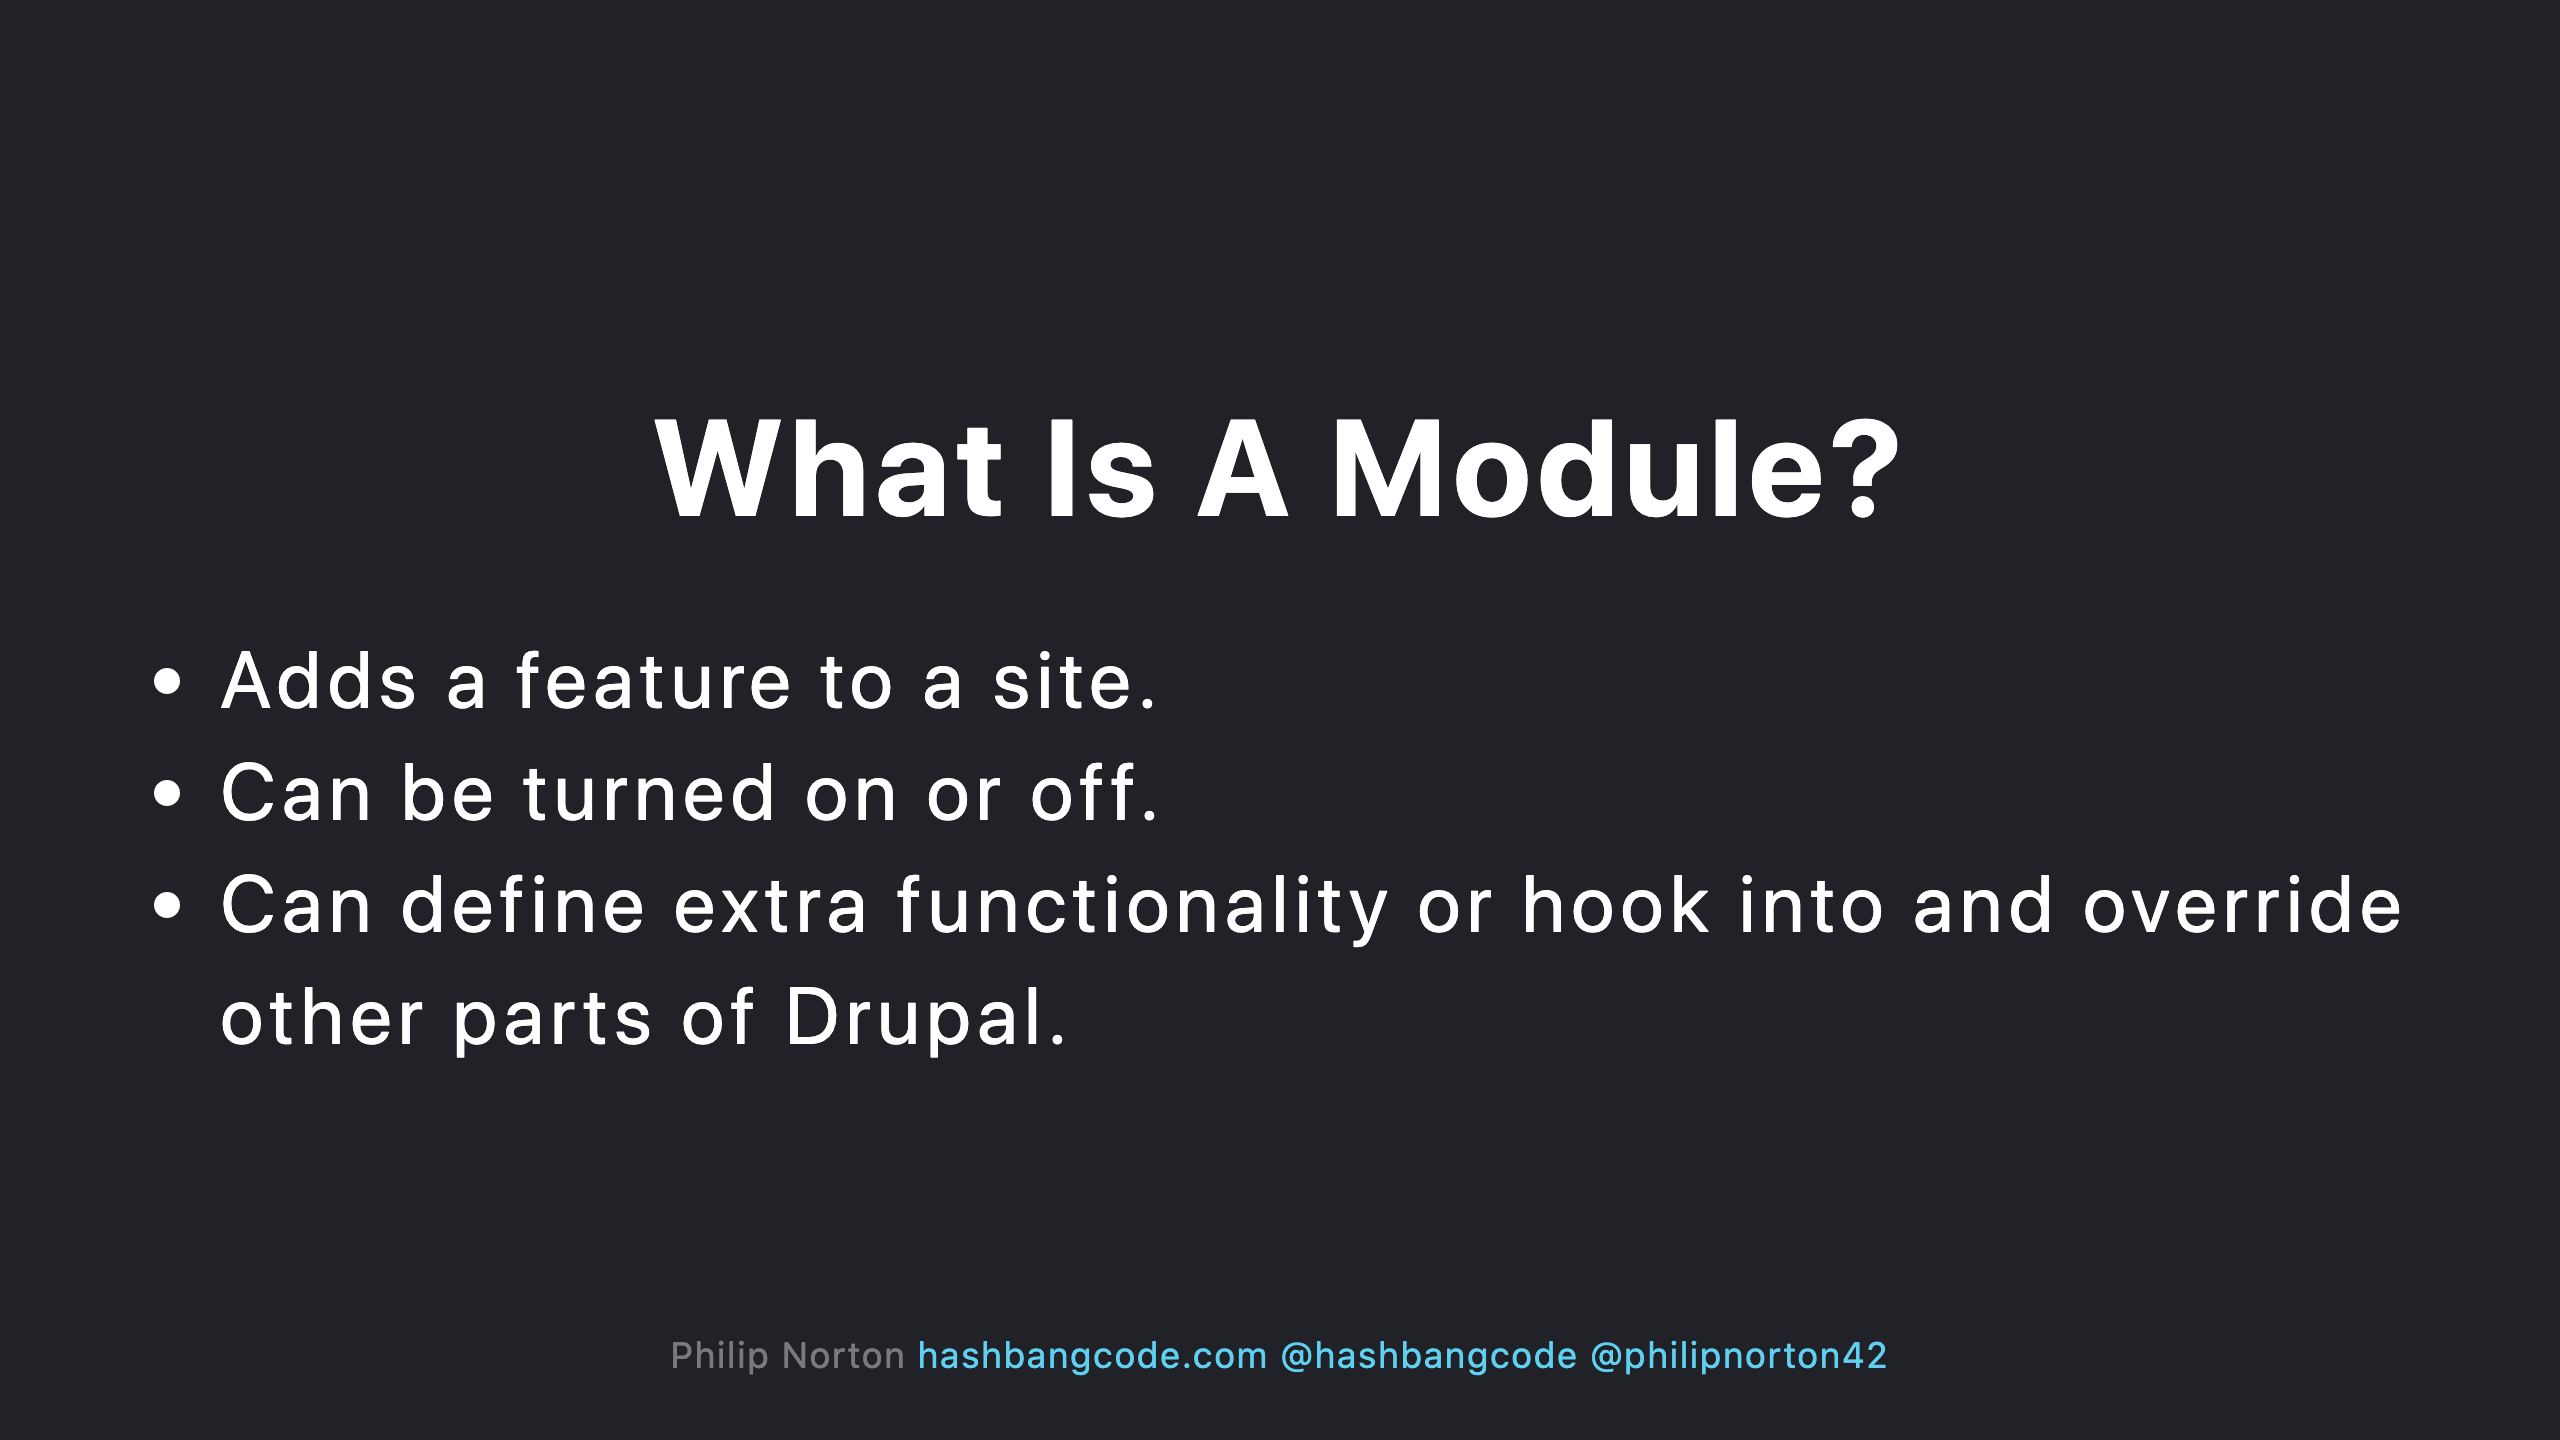 What Is A Module?
• Adds a feature to a site.
• Can be turned on or off.
• Can define extra functionality or hook into and override
other parts of Drupal.
Philip Norton hashbangcode.com @hashbangcode @philipnorton42